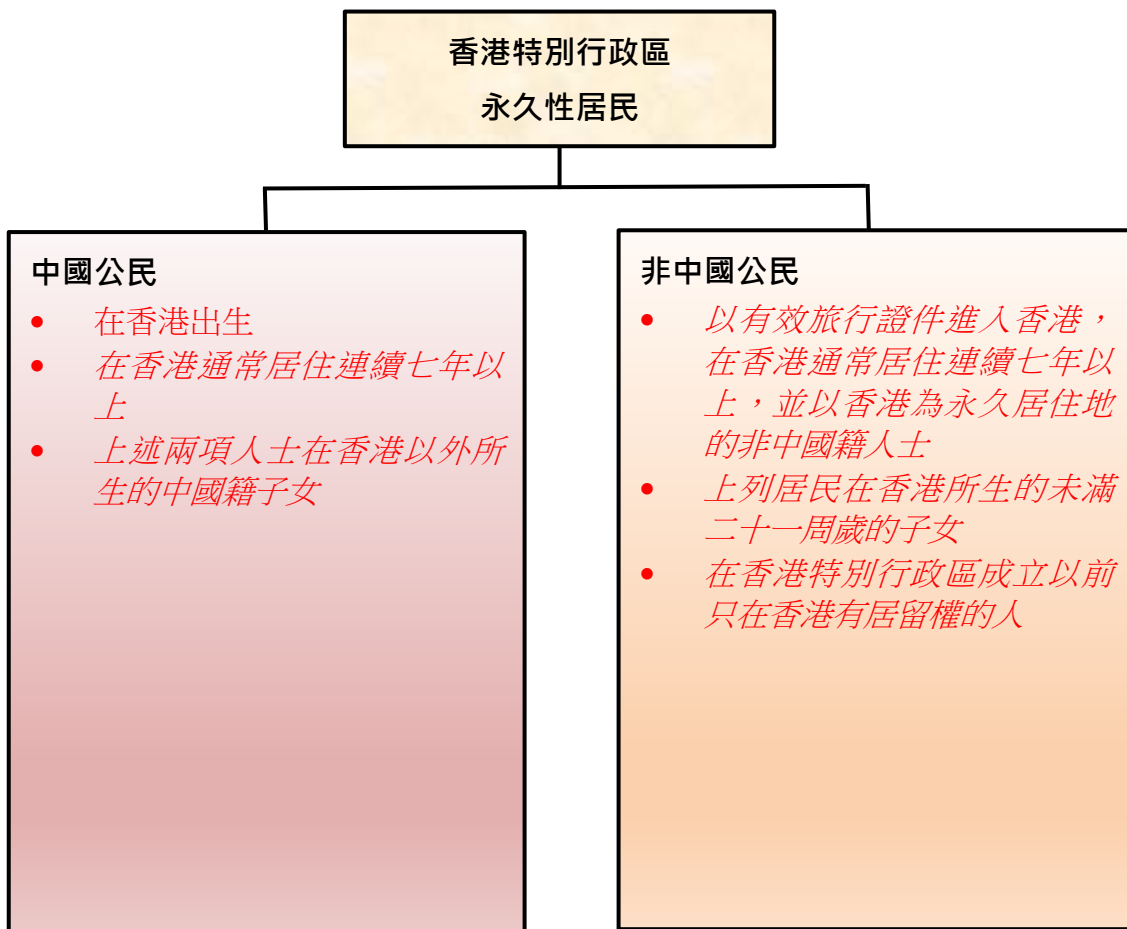 香港特別行政區
永久性居民
中國公民
• 在香港出生
• 在香港通常居住連續七年以
上
• 上述兩項人士在香港以外所
生的中國籍子女
非中國公民
• 以有效旅行證件進入香港，
在香港通常居住連續七年以
上，並以香港為永久居住地
的非中國籍人士
• 上列居民在香港所生的未滿
二十一周歲的子女
• 在香港特別行政區成立以前
只在香港有居留權的人